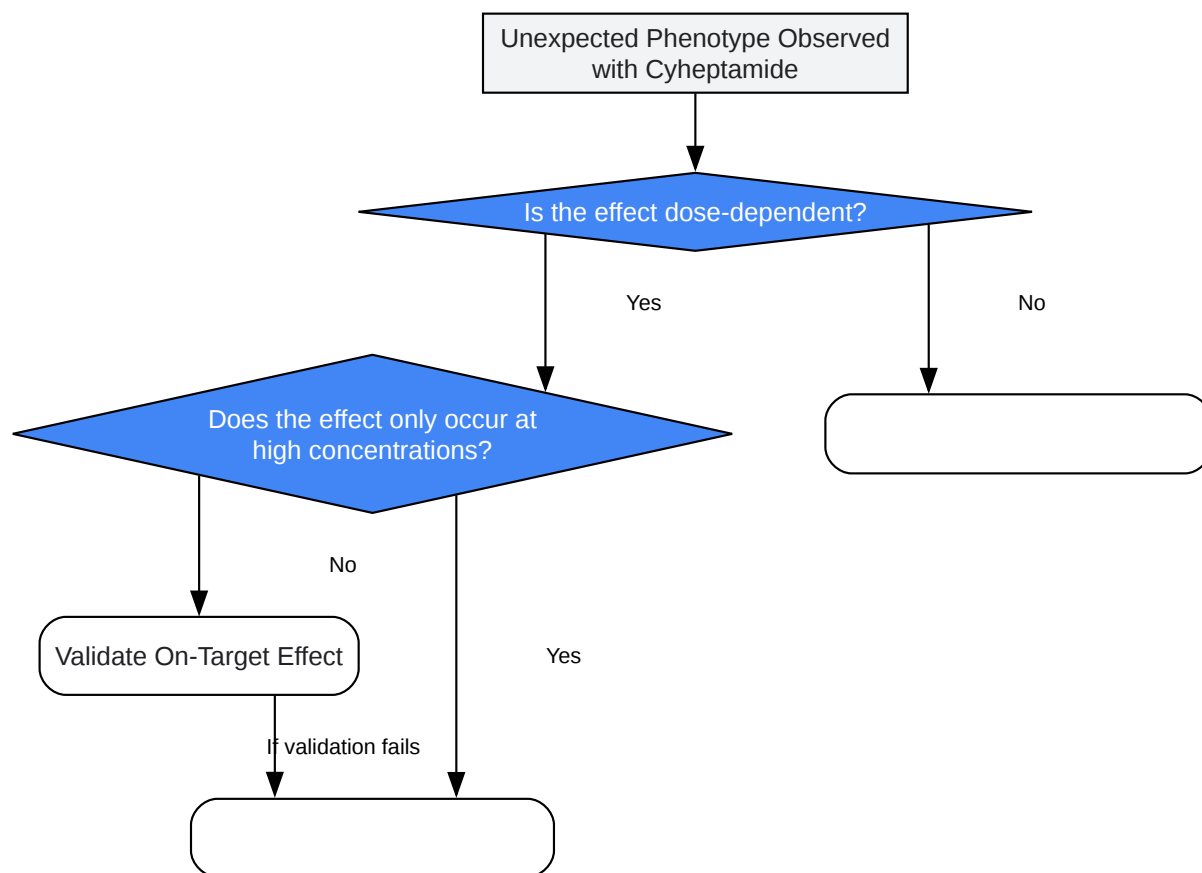 Unexpected Phenotype Observed
with Cyheptamide
Is the effect dose-dependent?
Yes
No
Does the effect only occur at
high concentrations?
No
Validate On-Target Effect
Yes
If validation fails